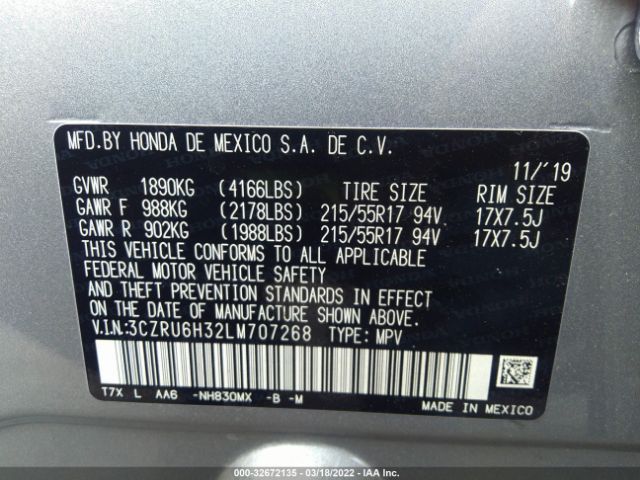 MFD.BY HONDA DE MEXICO S.A. DE C.V.
11/'19
GVWR 1890KG (4166LBS) TIRE SIZE RIM SIZE
GAWR F 988KG (2178LBS) 215/55R17 94V 17X7.5J
GAWR R 902KG (1988LBS) 215/55R17 94V 17X7.5J
THIS VEHICLE CONFORMS TO ALL APPLICABLE
FEDERAL MOTOR VEHICLE SAFETY
AND THEFT PREVENTION STANDARDS IN EFFECT
ON THE DATE OF MANUFACTURE SHOWN ABOVE.
V.I.N.:3CZRU6H32LM707268 TYPE: MPV
T7X L AA6 -NH830MX -B -M
MADE IN MEXICO
000-32672135 - 03/18/2022 - IAA Inc.